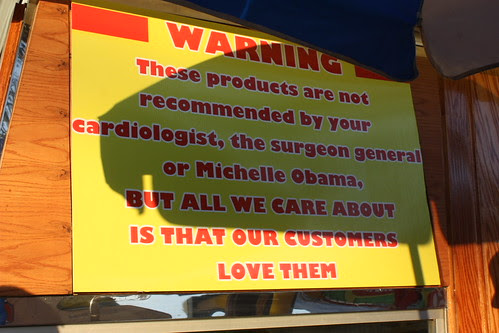 WARNING
These products are not
recommended by your
cardiologist, the surgeon general
or Michelle Obama,
BUT ALL WE CARE ABOUT
IS THAT OUR CUSTOMERS
LOVE THEM